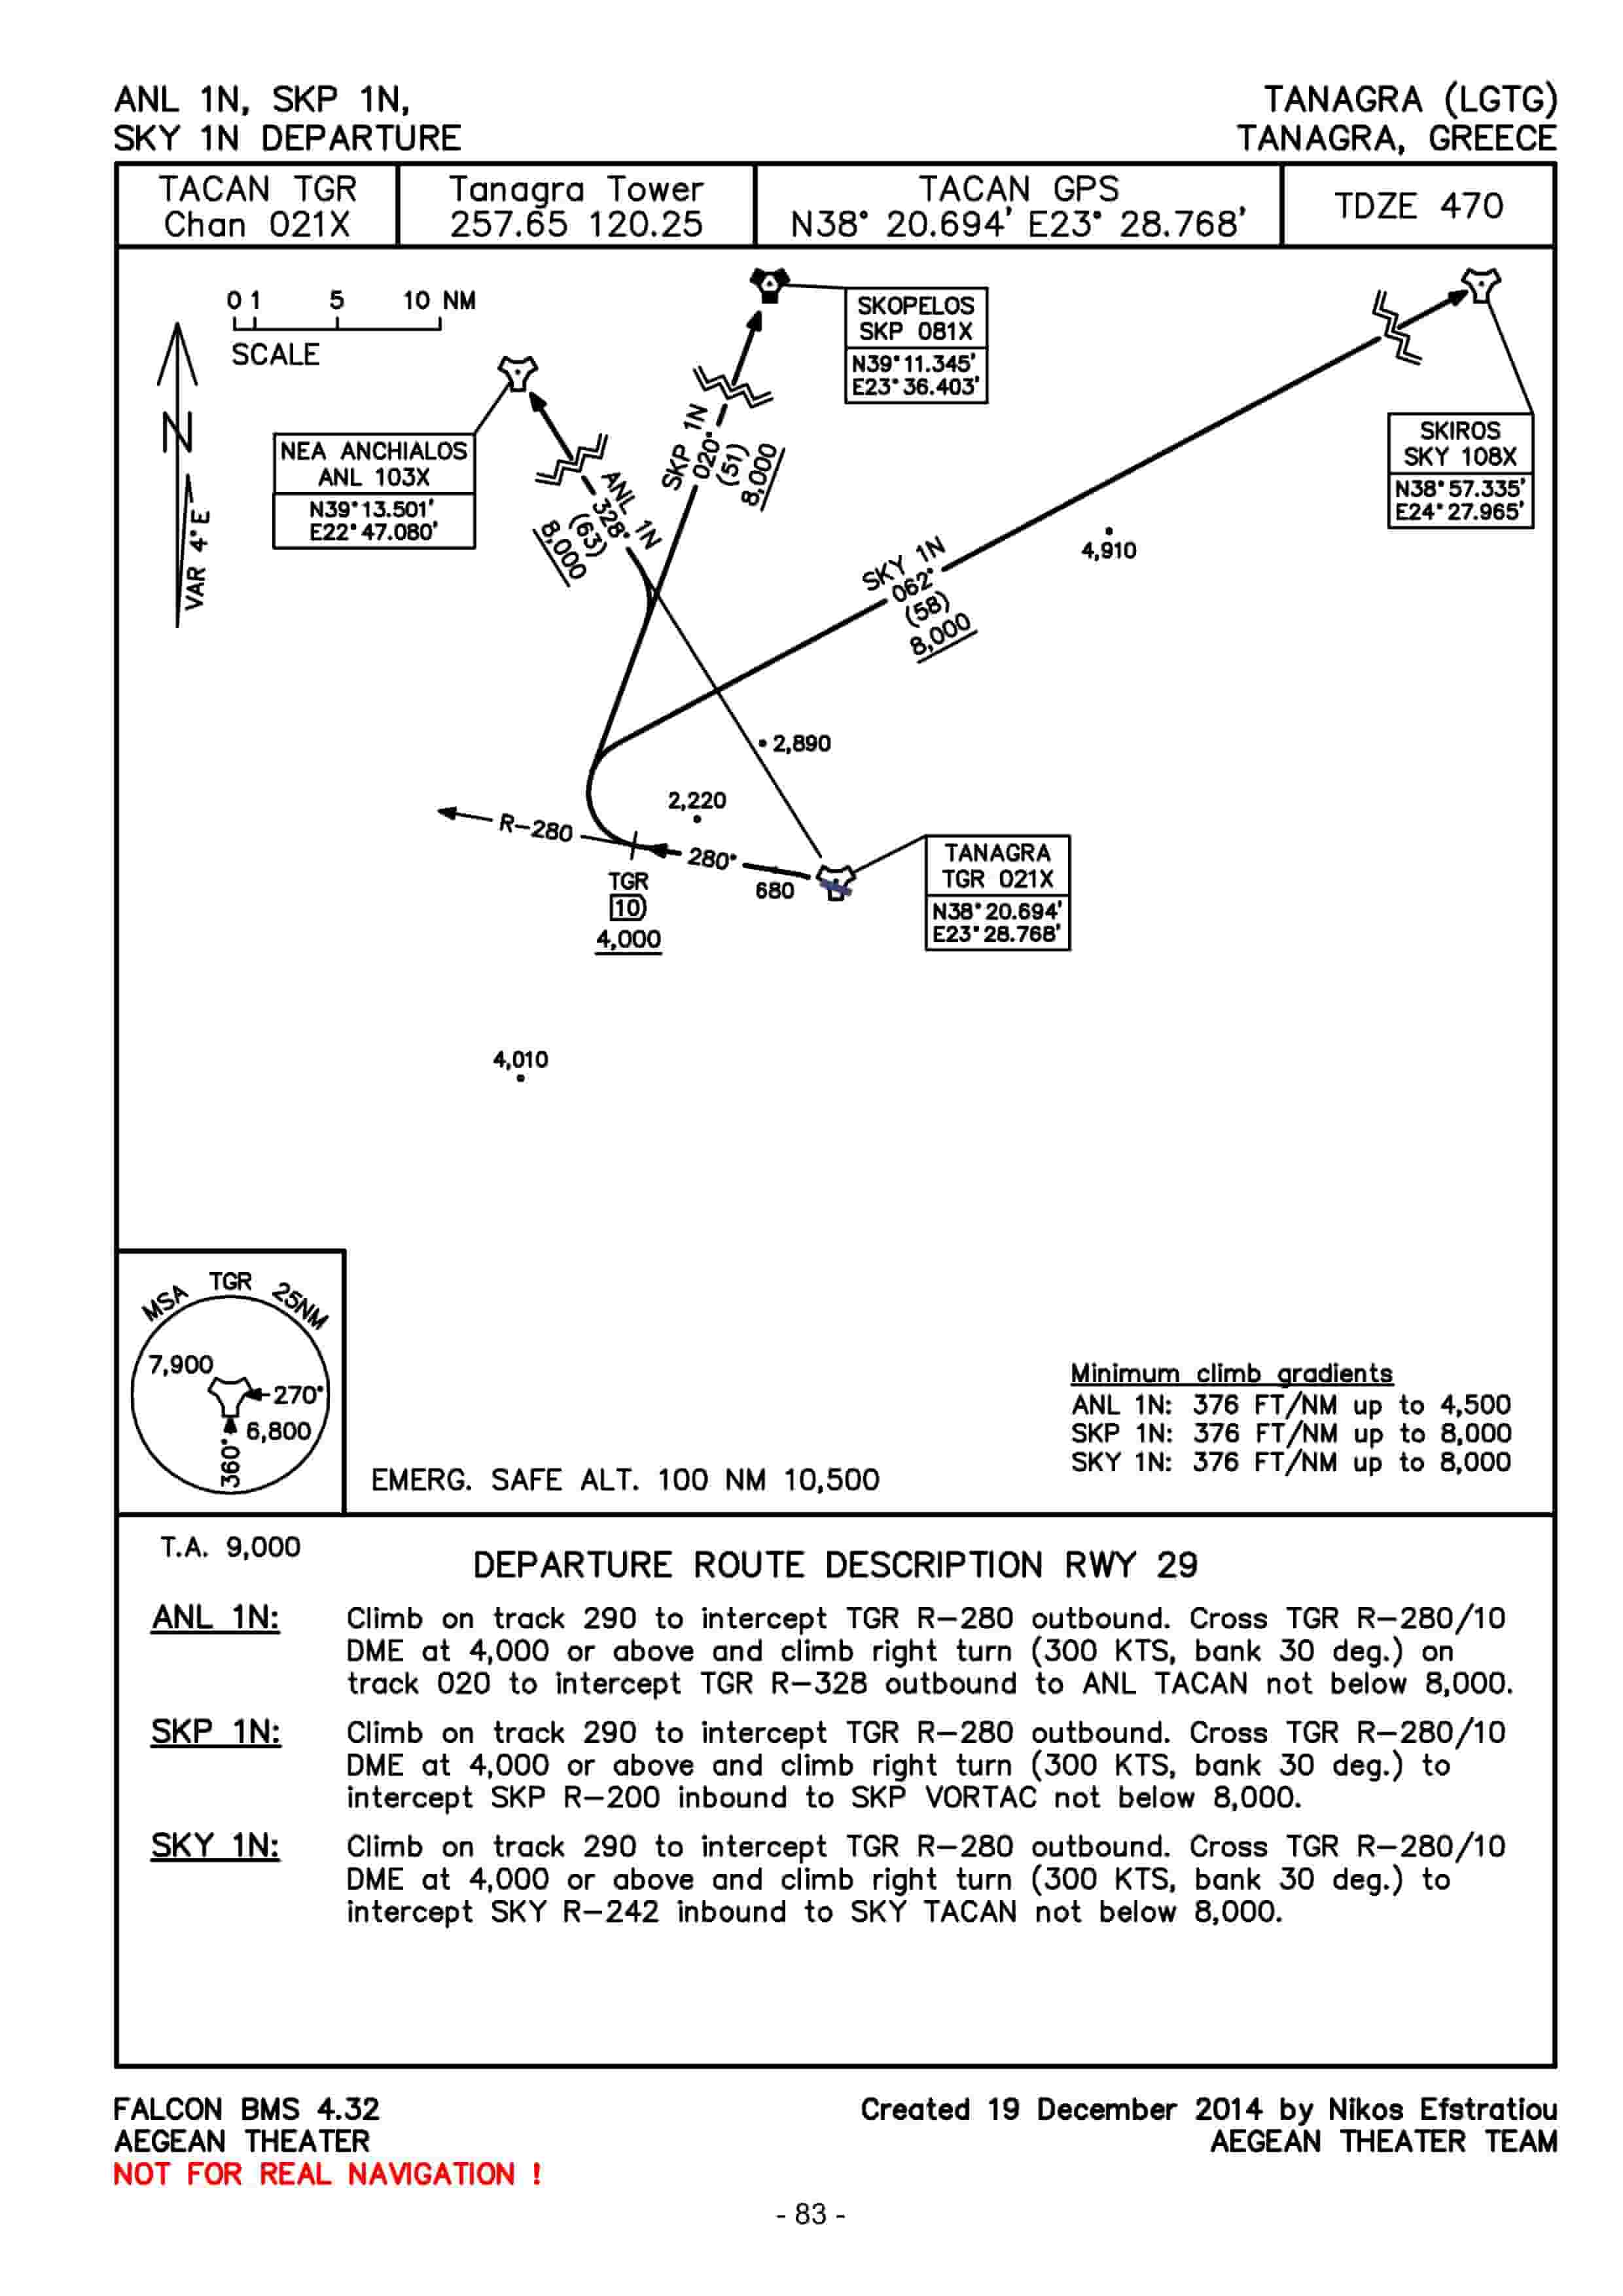 ANL 1N, SKP 1N,
SKY 1N DEPARTURE
TANAGRA (LGTG)
TANAGRA, GREECE
TACAN TGR
Chan 021X
Tanagra Tower
257.65 120.25
TACAN GPS
N38° 20.694' E23° 28.768'
TDZE 470
0 1 5 10 NM
SCALE
N
VAR 4°E
SKOPELOS
SKP 081X
N39°11.345'
E23°36.403'
NEA ANCHIALOS
ANL 103X
N39°13.501'
E22°47.080'
SKIROS
SKY 108X
N38°57.335'
E24°27.965'
ANL 1N
328°
(63)
8,000
SKP 1N
020°
(51)
8,000
SKY 1N
062°
(58)
8,000
4,910
2,890
2,220
R-280
280°
680
TGR
10
4,000
TANAGRA
TGR 021X
N38°20.694'
E23°28.768'
4,010
MSA TGR 25NM
7,900
270°
6,800
360°
EMERG. SAFE ALT. 100 NM 10,500
Minimum climb gradients
ANL 1N: 376 FT/NM up to 4,500
SKP 1N: 376 FT/NM up to 8,000
SKY 1N: 376 FT/NM up to 8,000
T.A. 9,000
DEPARTURE ROUTE DESCRIPTION RWY 29
ANL 1N: Climb on track 290 to intercept TGR R-280 outbound. Cross TGR R-280/10
DME at 4,000 or above and climb right turn (300 KTS, bank 30 deg.) on
track 020 to intercept TGR R-328 outbound to ANL TACAN not below 8,000.
SKP 1N: Climb on track 290 to intercept TGR R-280 outbound. Cross TGR R-280/10
DME at 4,000 or above and climb right turn (300 KTS, bank 30 deg.) to
intercept SKP R-200 inbound to SKP VORTAC not below 8,000.
SKY 1N: Climb on track 290 to intercept TGR R-280 outbound. Cross TGR R-280/10
DME at 4,000 or above and climb right turn (300 KTS, bank 30 deg.) to
intercept SKY R-242 inbound to SKY TACAN not below 8,000.
FALCON BMS 4.32
AEGEAN THEATER
NOT FOR REAL NAVIGATION !
Created 19 December 2014 by Nikos Efstratiou
AEGEAN THEATER TEAM
- 83 -